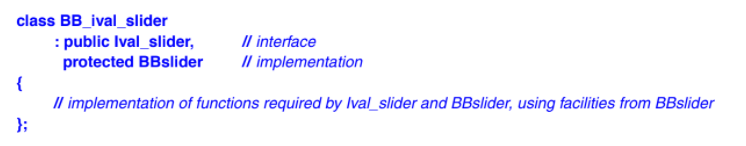 class BB_ival_slider
: public Ival_slider, // interface
protected BBslider // implementation
{
// implementation of functions required by Ival_slider and BBslider, using facilities from BBslider
};